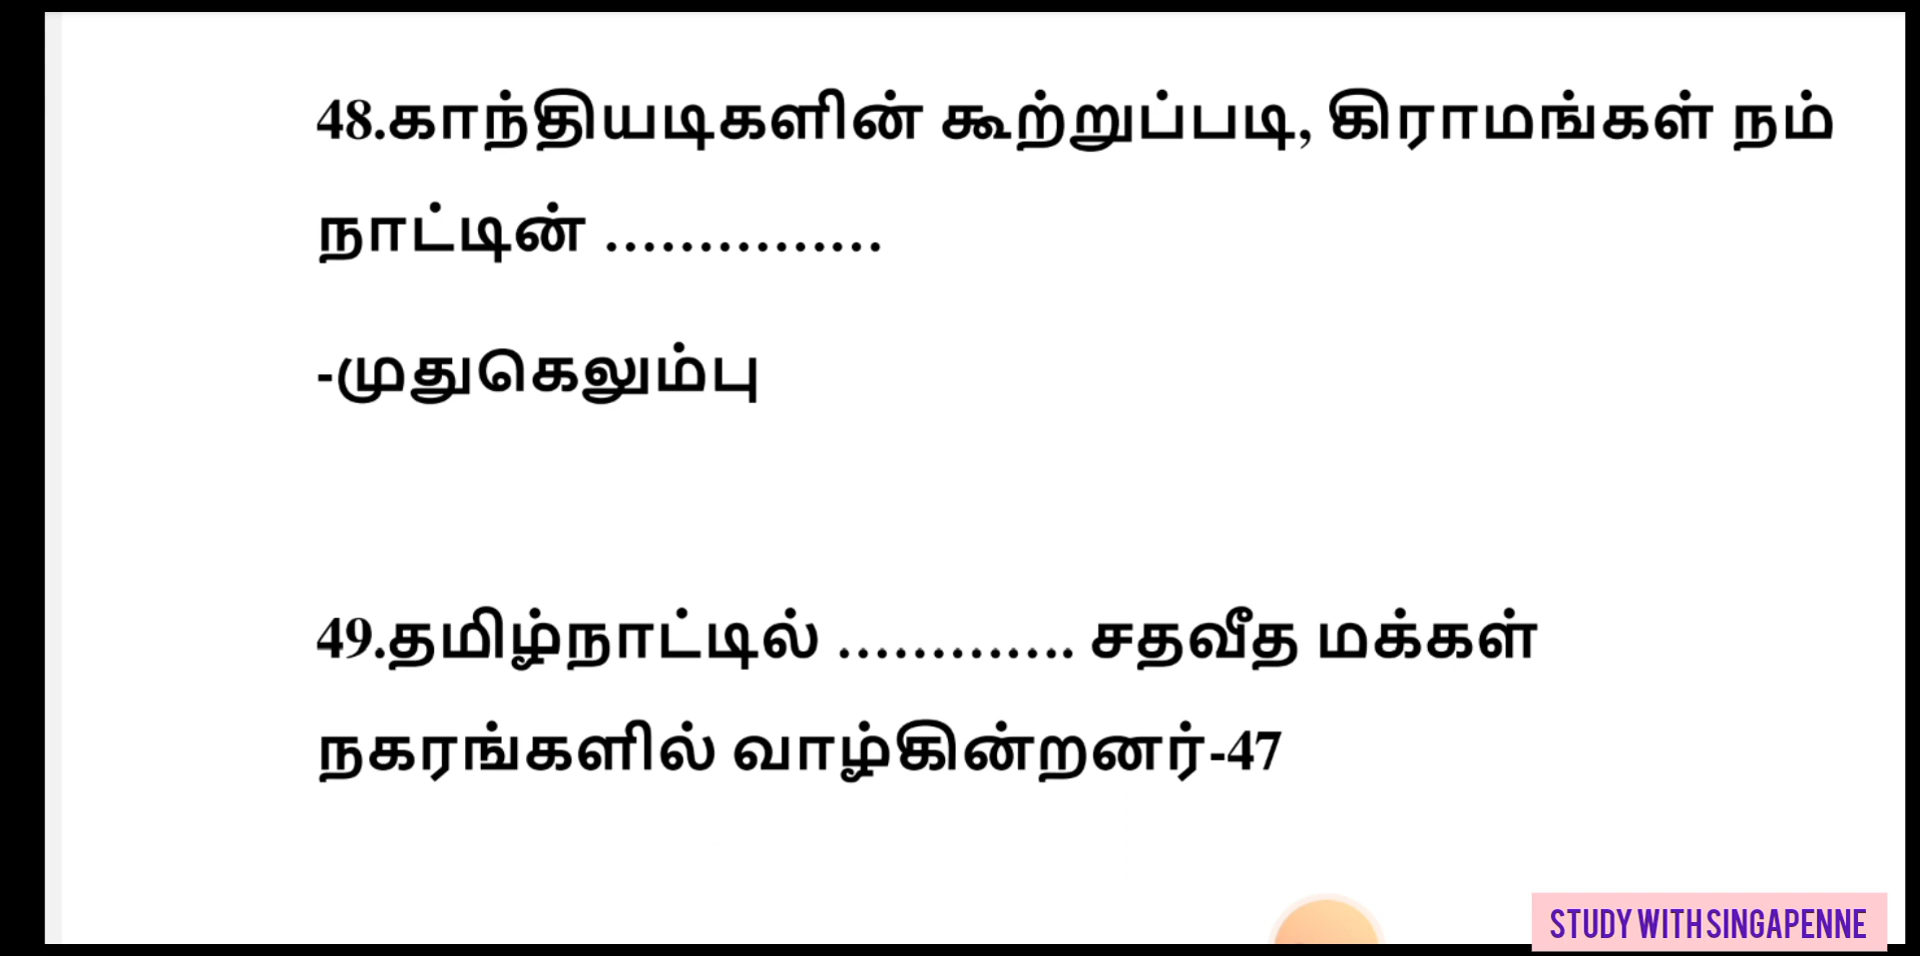 48.காந்தியடிகளின் கூற்றுப்படி, கிராமங்கள் நம்
நாட்டின் ...............
-முதுகெலும்பு
49.தமிழ்நாட்டில் ............. சதவீத மக்கள்
நகரங்களில் வாழ்கின்றனர்-47
STUDY WITH SINGAPENNE